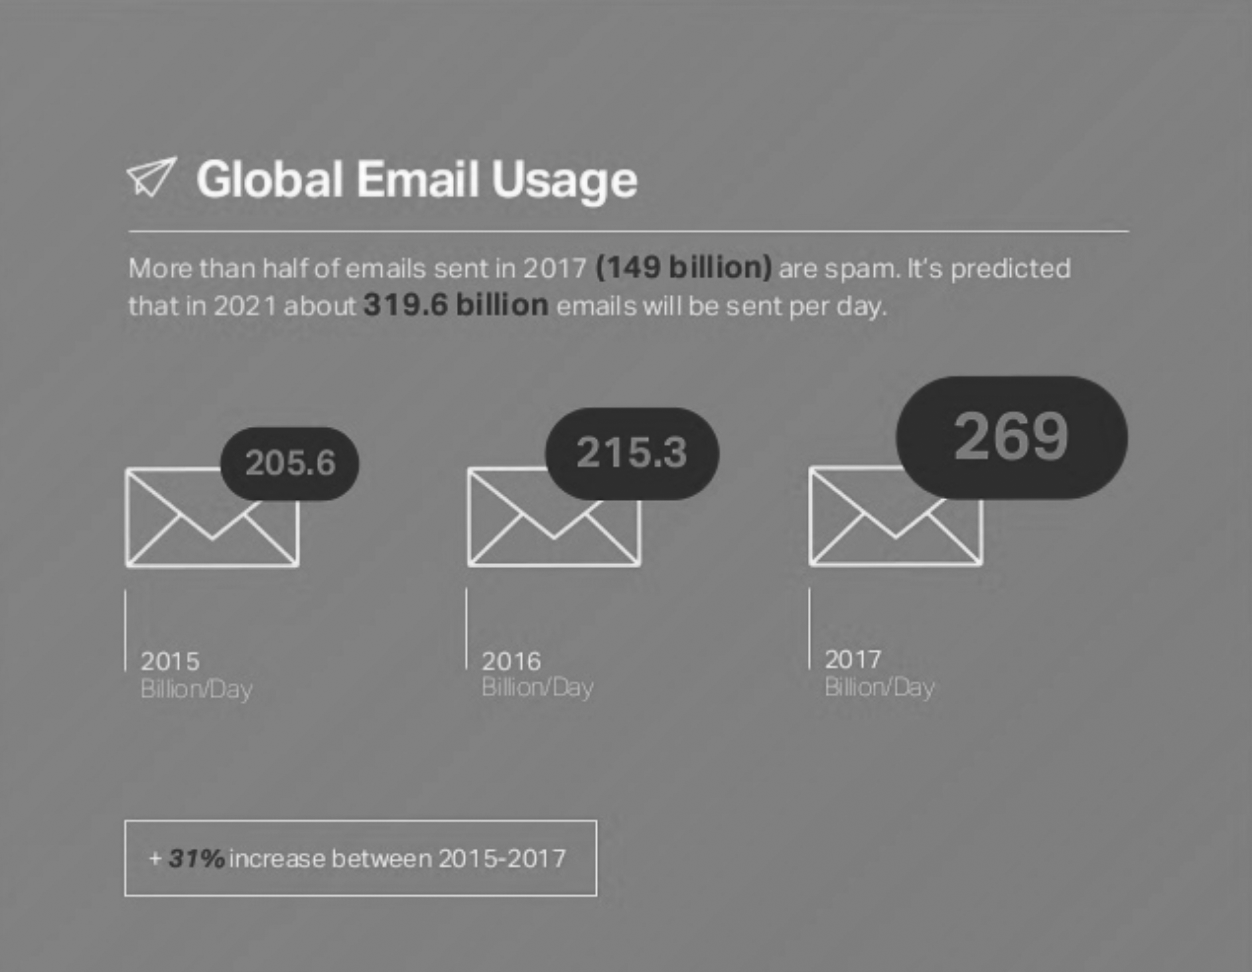 Global Email Usage
More than half of emails sent in 2017 (149 billion) are spam. It's predicted
that in 2021 about 319.6 billion emails will be sent per day.
205.6
215.3
269
2015
Billion/Day
2016
Billion/Day
2017
Billion/Day
+ 31% increase between 2015-2017